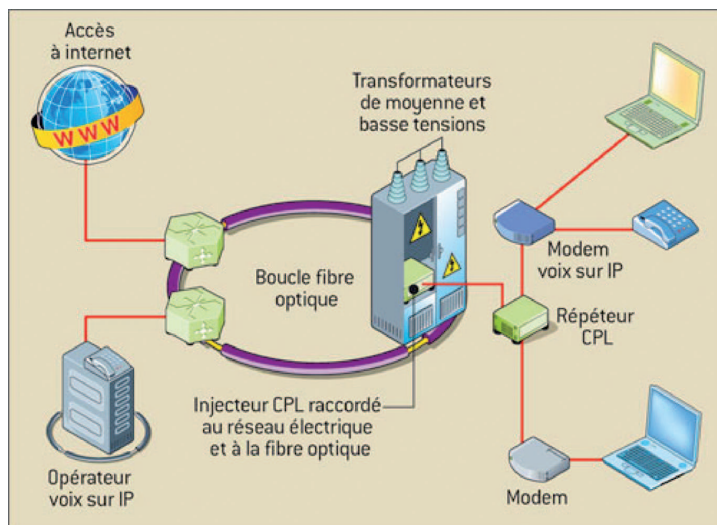 Accès
à internet
WWW
Transformateurs
de moyenne et
basse tensions
Boucle fibre
optique
Modem
voix sur IP
Répéteur
CPL
Injecteur CPL raccordé
au réseau électrique
et à la fibre optique
Opérateur
voix sur IP
Modem